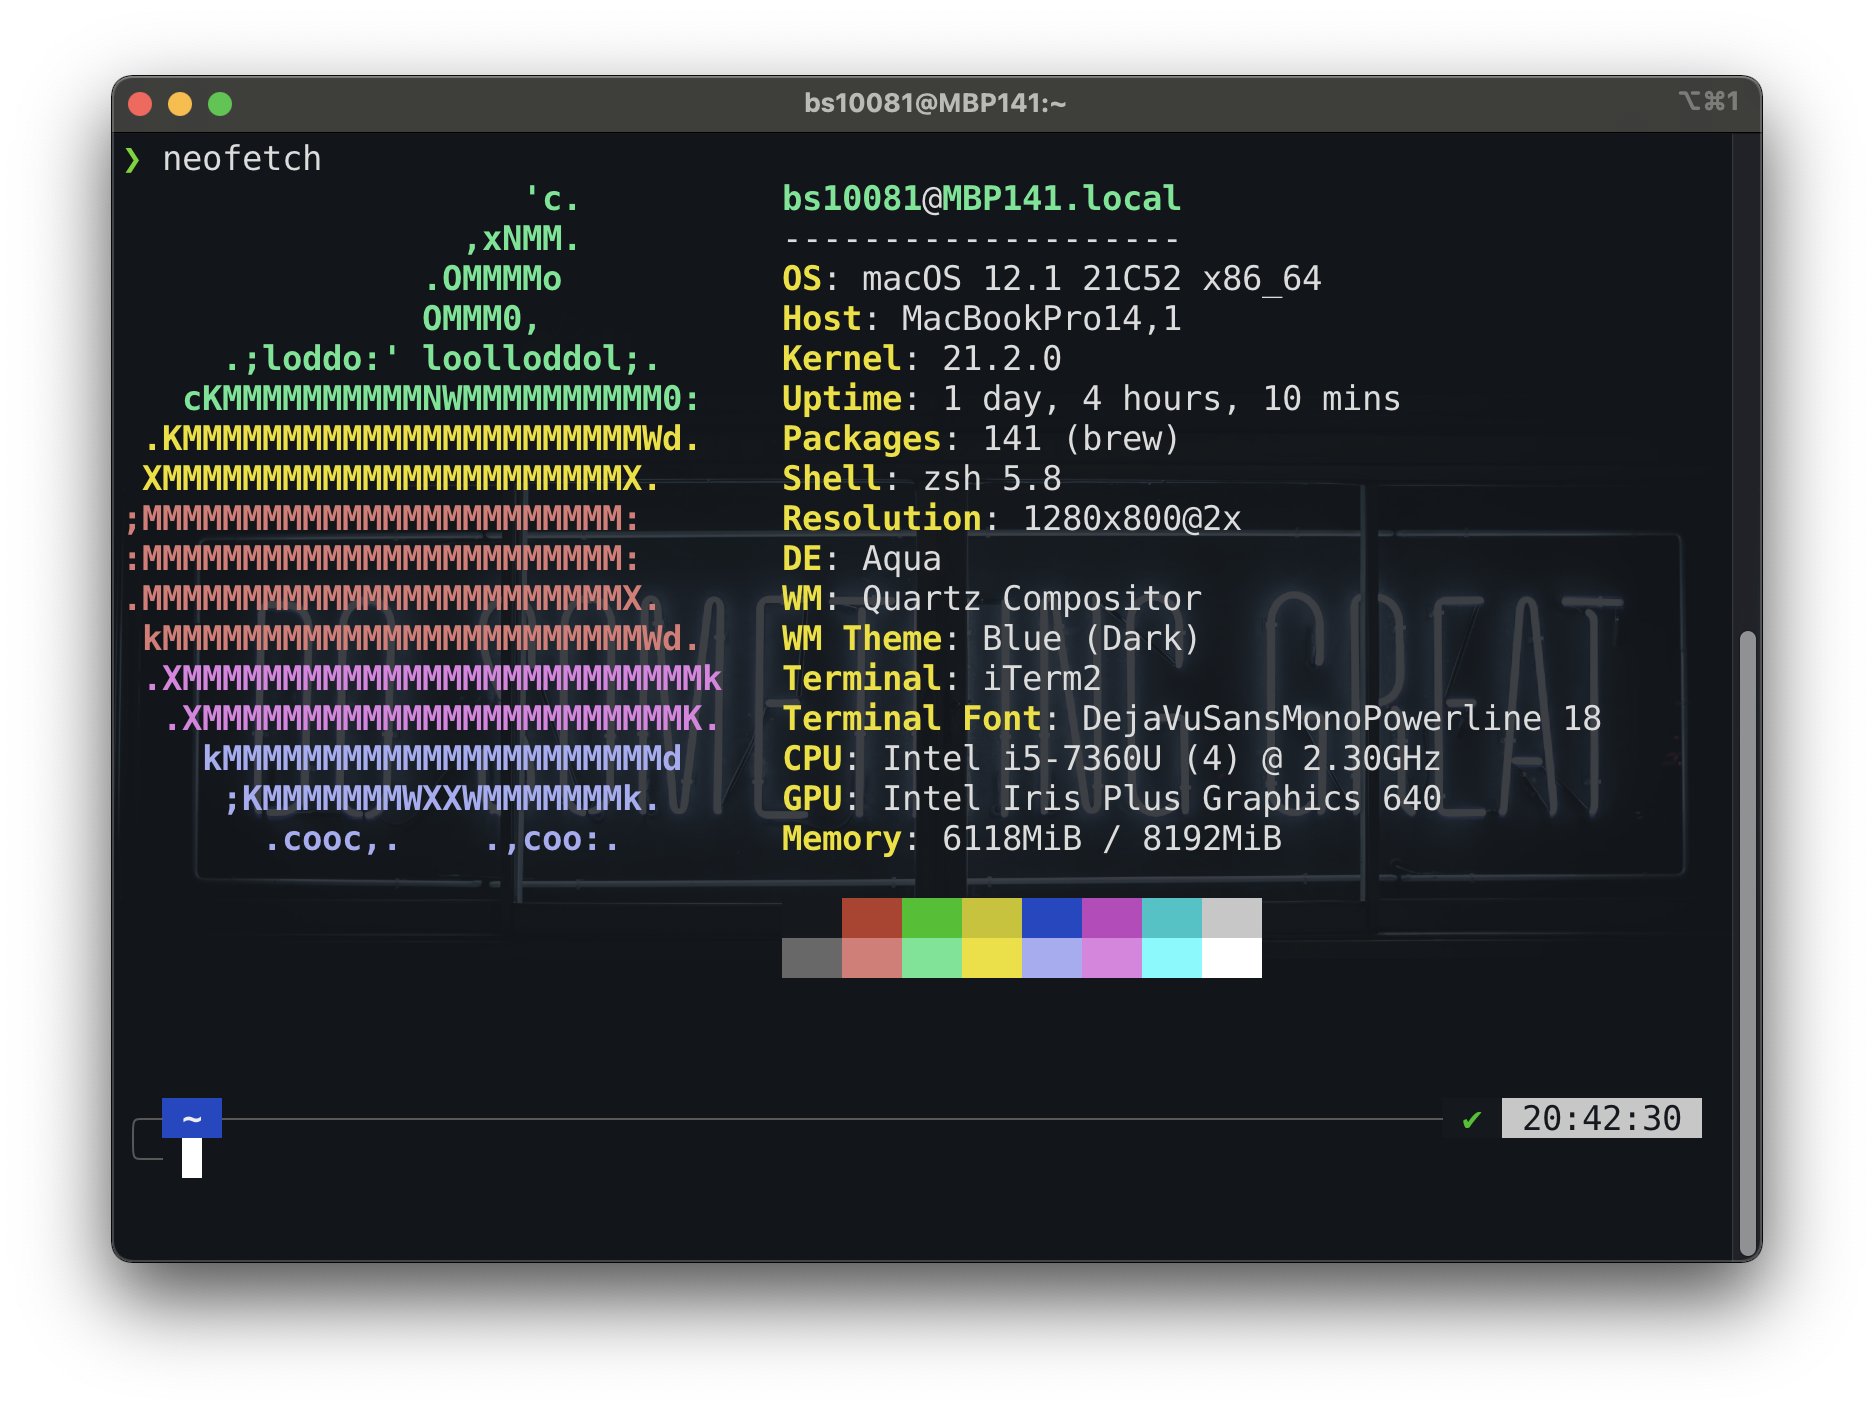 bs10081@MBP141:~ ⌥⌘1
❯ neofetch
                    'c.          bs10081@MBP141.local
                 ,xNMM.          --------------------
               .OMMMMo           OS: macOS 12.1 21C52 x86_64
               OMMM0,            Host: MacBookPro14,1
     .;loddo:' loolloddol;.      Kernel: 21.2.0
   cKMMMMMMMMMMNWMMMMMMMMMM0:    Uptime: 1 day, 4 hours, 10 mins
 .KMMMMMMMMMMMMMMMMMMMMMMMWd.    Packages: 141 (brew)
 XMMMMMMMMMMMMMMMMMMMMMMMX.      Shell: zsh 5.8
;MMMMMMMMMMMMMMMMMMMMMMMM:       Resolution: 1280x800@2x
:MMMMMMMMMMMMMMMMMMMMMMMM:       DE: Aqua
.MMMMMMMMMMMMMMMMMMMMMMMMX.      WM: Quartz Compositor
 kMMMMMMMMMMMMMMMMMMMMMMMMWd.    WM Theme: Blue (Dark)
 .XMMMMMMMMMMMMMMMMMMMMMMMMMMk   Terminal: iTerm2
  .XMMMMMMMMMMMMMMMMMMMMMMMMK.   Terminal Font: DejaVuSansMonoPowerline 18
    kMMMMMMMMMMMMMMMMMMMMMMd     CPU: Intel i5-7360U (4) @ 2.30GHz
     ;KMMMMMMMWXXWMMMMMMMk.      GPU: Intel Iris Plus Graphics 640
       .cooc,.    .,coo:.        Memory: 6118MiB / 8192MiB
DO SOMETHING GREAT
~ ✔ 20:42:30